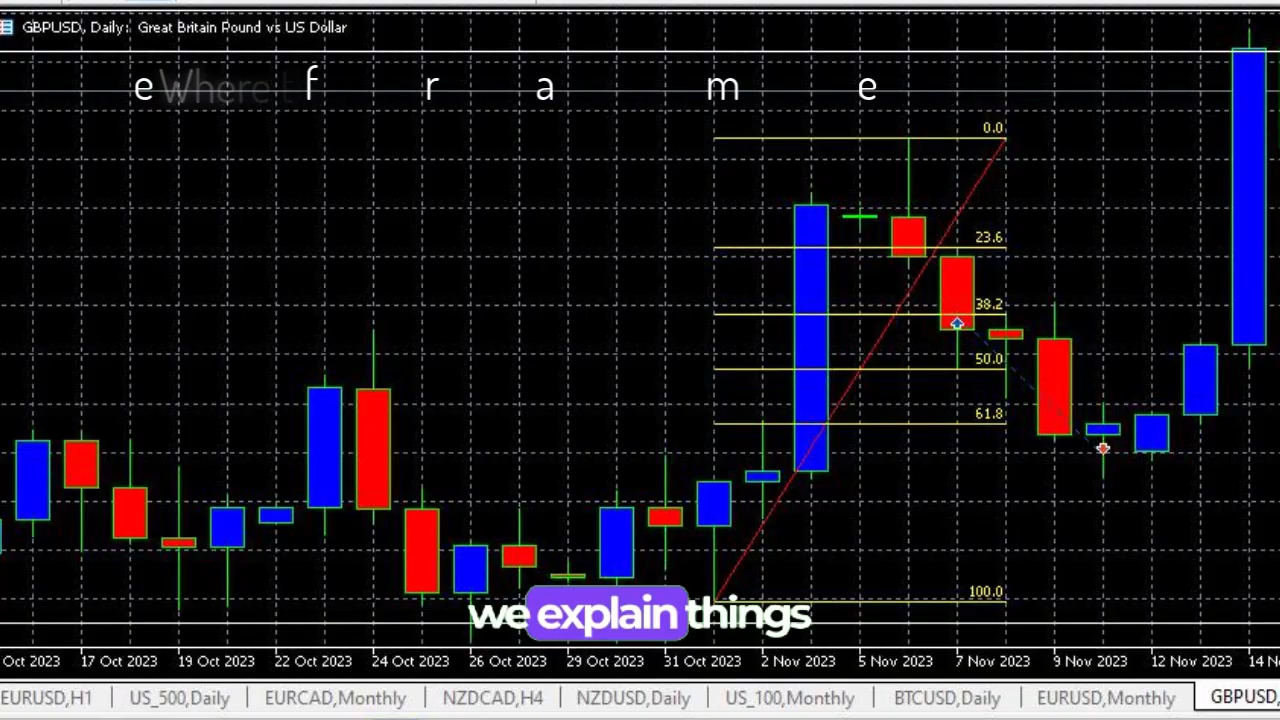 GBPUSD, Daily: Great Britain Pound vs US Dollar
e Where f r a m e
0.0
23.6
38.2
50.0
61.8
100.0
we explain things
Oct 2023 17 Oct 2023 19 Oct 2023 22 Oct 2023 24 Oct 2023 26 Oct 2023 29 Oct 2023 31 Oct 2023 2 Nov 2023 5 Nov 2023 7 Nov 2023 9 Nov 2023 12 Nov 2023 14
EURUSD,H1 US_500,Daily EURCAD,Monthly NZDCAD,H4 NZDUSD,Daily US_100,Monthly BTCUSD,Daily EURUSD,Monthly GBPUSD,